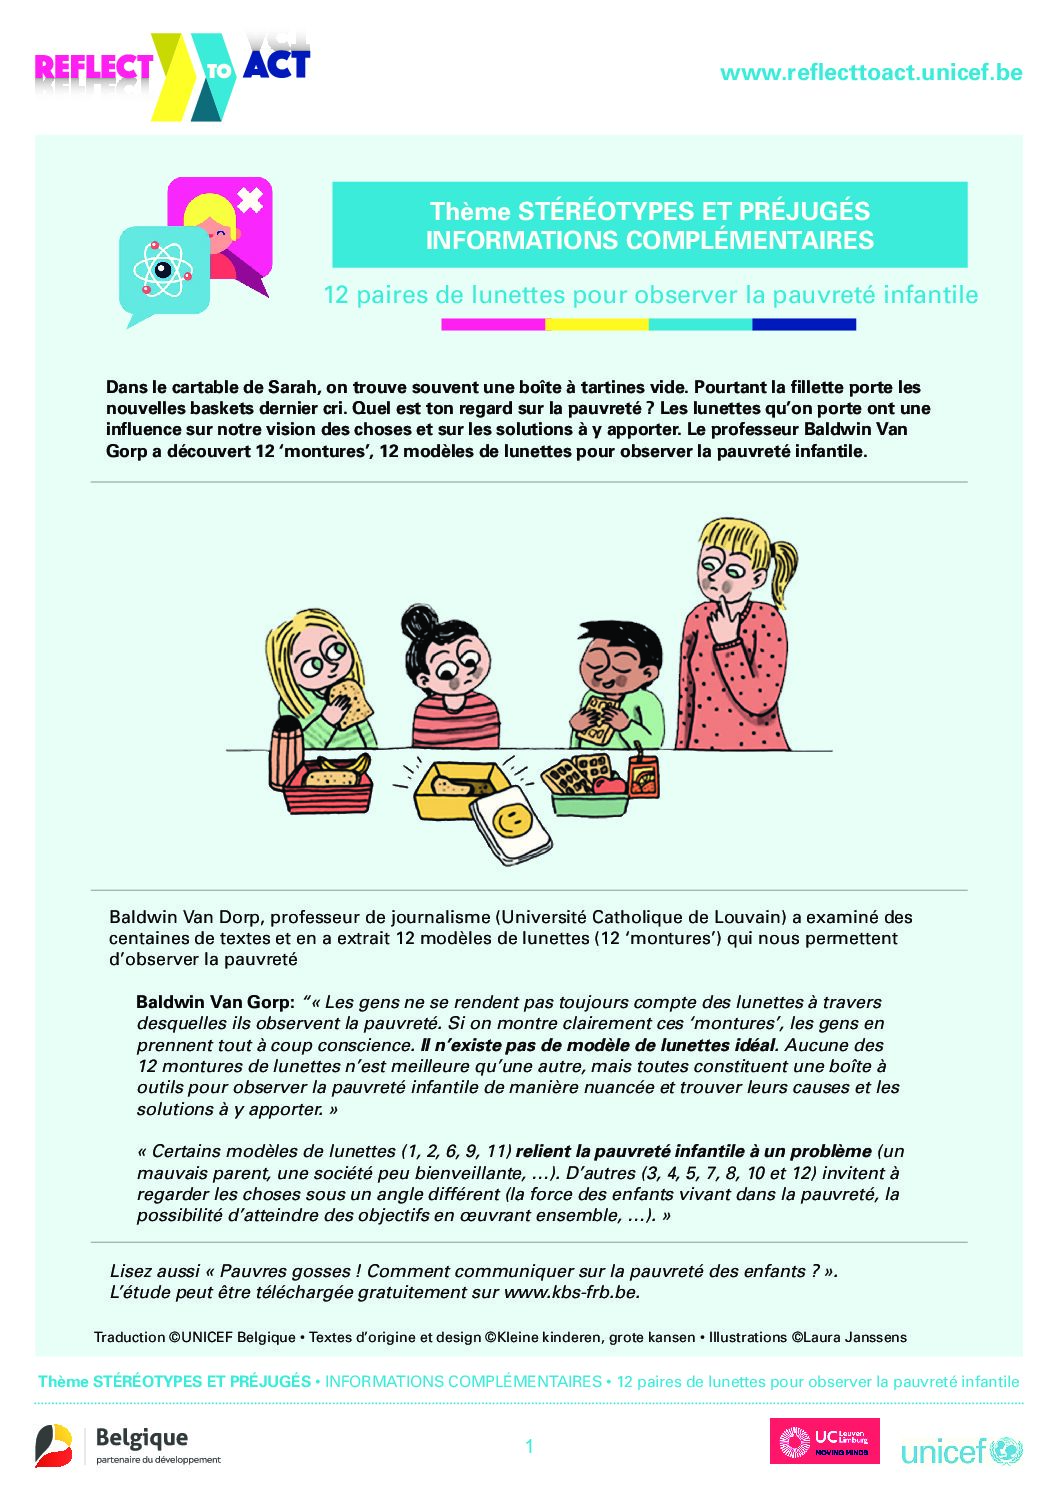 REFLECT TO ACT
www.reflecttoact.unicef.be
Thème STÉRÉOTYPES ET PRÉJUGÉS
INFORMATIONS COMPLÉMENTAIRES
12 paires de lunettes pour observer la pauvreté infantile
Dans le cartable de Sarah, on trouve souvent une boîte à tartines vide. Pourtant la fillette porte les
nouvelles baskets dernier cri. Quel est ton regard sur la pauvreté ? Les lunettes qu’on porte ont une
influence sur notre vision des choses et sur les solutions à y apporter. Le professeur Baldwin Van
Gorp a découvert 12 ‘montures’, 12 modèles de lunettes pour observer la pauvreté infantile.
Baldwin Van Dorp, professeur de journalisme (Université Catholique de Louvain) a examiné des
centaines de textes et en a extrait 12 modèles de lunettes (12 ‘montures’) qui nous permettent
d’observer la pauvreté
Baldwin Van Gorp: “« Les gens ne se rendent pas toujours compte des lunettes à travers
desquelles ils observent la pauvreté. Si on montre clairement ces ‘montures’, les gens en
prennent tout à coup conscience. Il n’existe pas de modèle de lunettes idéal. Aucune des
12 montures de lunettes n’est meilleure qu’une autre, mais toutes constituent une boîte à
outils pour observer la pauvreté infantile de manière nuancée et trouver leurs causes et les
solutions à y apporter. »
« Certains modèles de lunettes (1, 2, 6, 9, 11) relient la pauvreté infantile à un problème (un
mauvais parent, une société peu bienveillante, …). D’autres (3, 4, 5, 7, 8, 10 et 12) invitent à
regarder les choses sous un angle différent (la force des enfants vivant dans la pauvreté, la
possibilité d’atteindre des objectifs en œuvrant ensemble, …). »
Lisez aussi « Pauvres gosses ! Comment communiquer sur la pauvreté des enfants ? ».
L’étude peut être téléchargée gratuitement sur www.kbs-frb.be.
Traduction ©UNICEF Belgique • Textes d’origine et design ©Kleine kinderen, grote kansen • Illustrations ©Laura Janssens
Thème STÉRÉOTYPES ET PRÉJUGÉS • INFORMATIONS COMPLÉMENTAIRES • 12 paires de lunettes pour observer la pauvreté infantile
Belgique
partenaire du développement
1
UC Leuven
Limburg
MOVING MINDS
unicef